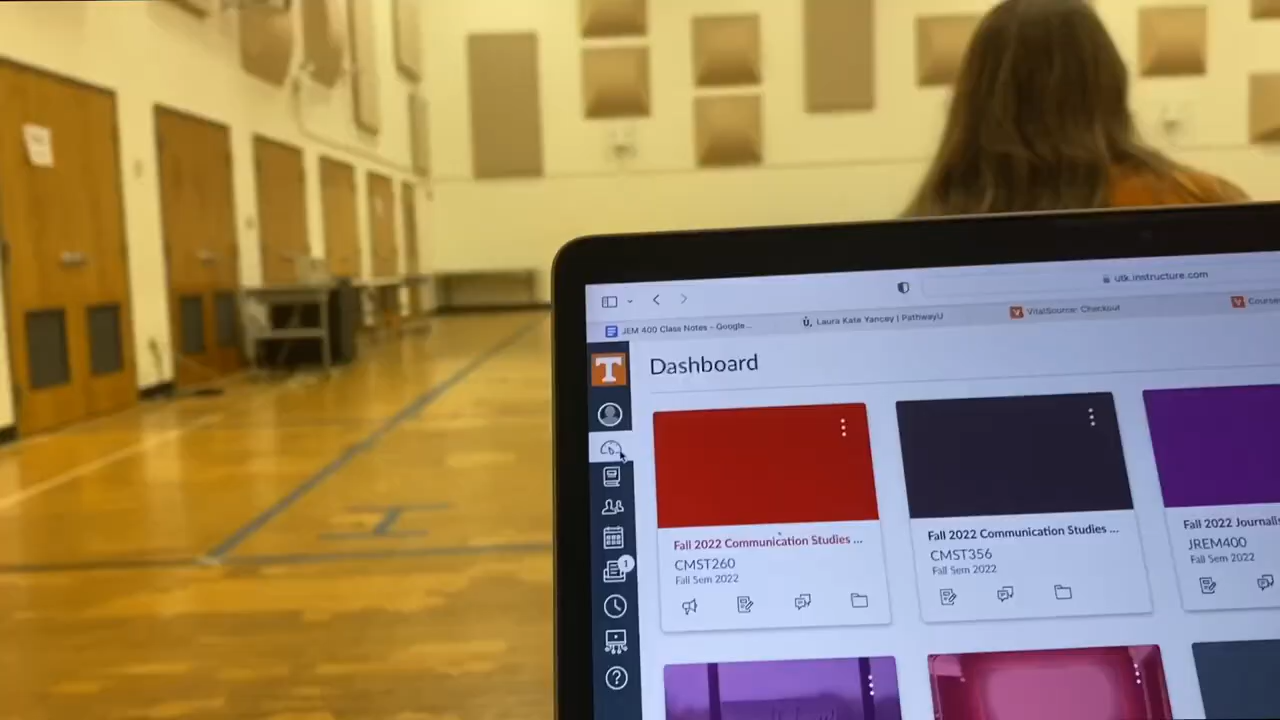 utk.instructure.com
JEM 400 Class Notes - Google...
Laura Kate Yancey | PathwayU
VitalSource: Checkout
Course
T
Dashboard
1
Fall 2022 Communication Studies ...
CMST260
Fall Sem 2022
Fall 2022 Communication Studies ...
CMST356
Fall Sem 2022
Fall 2022 Journalis
JREM400
Fall Sem 2022